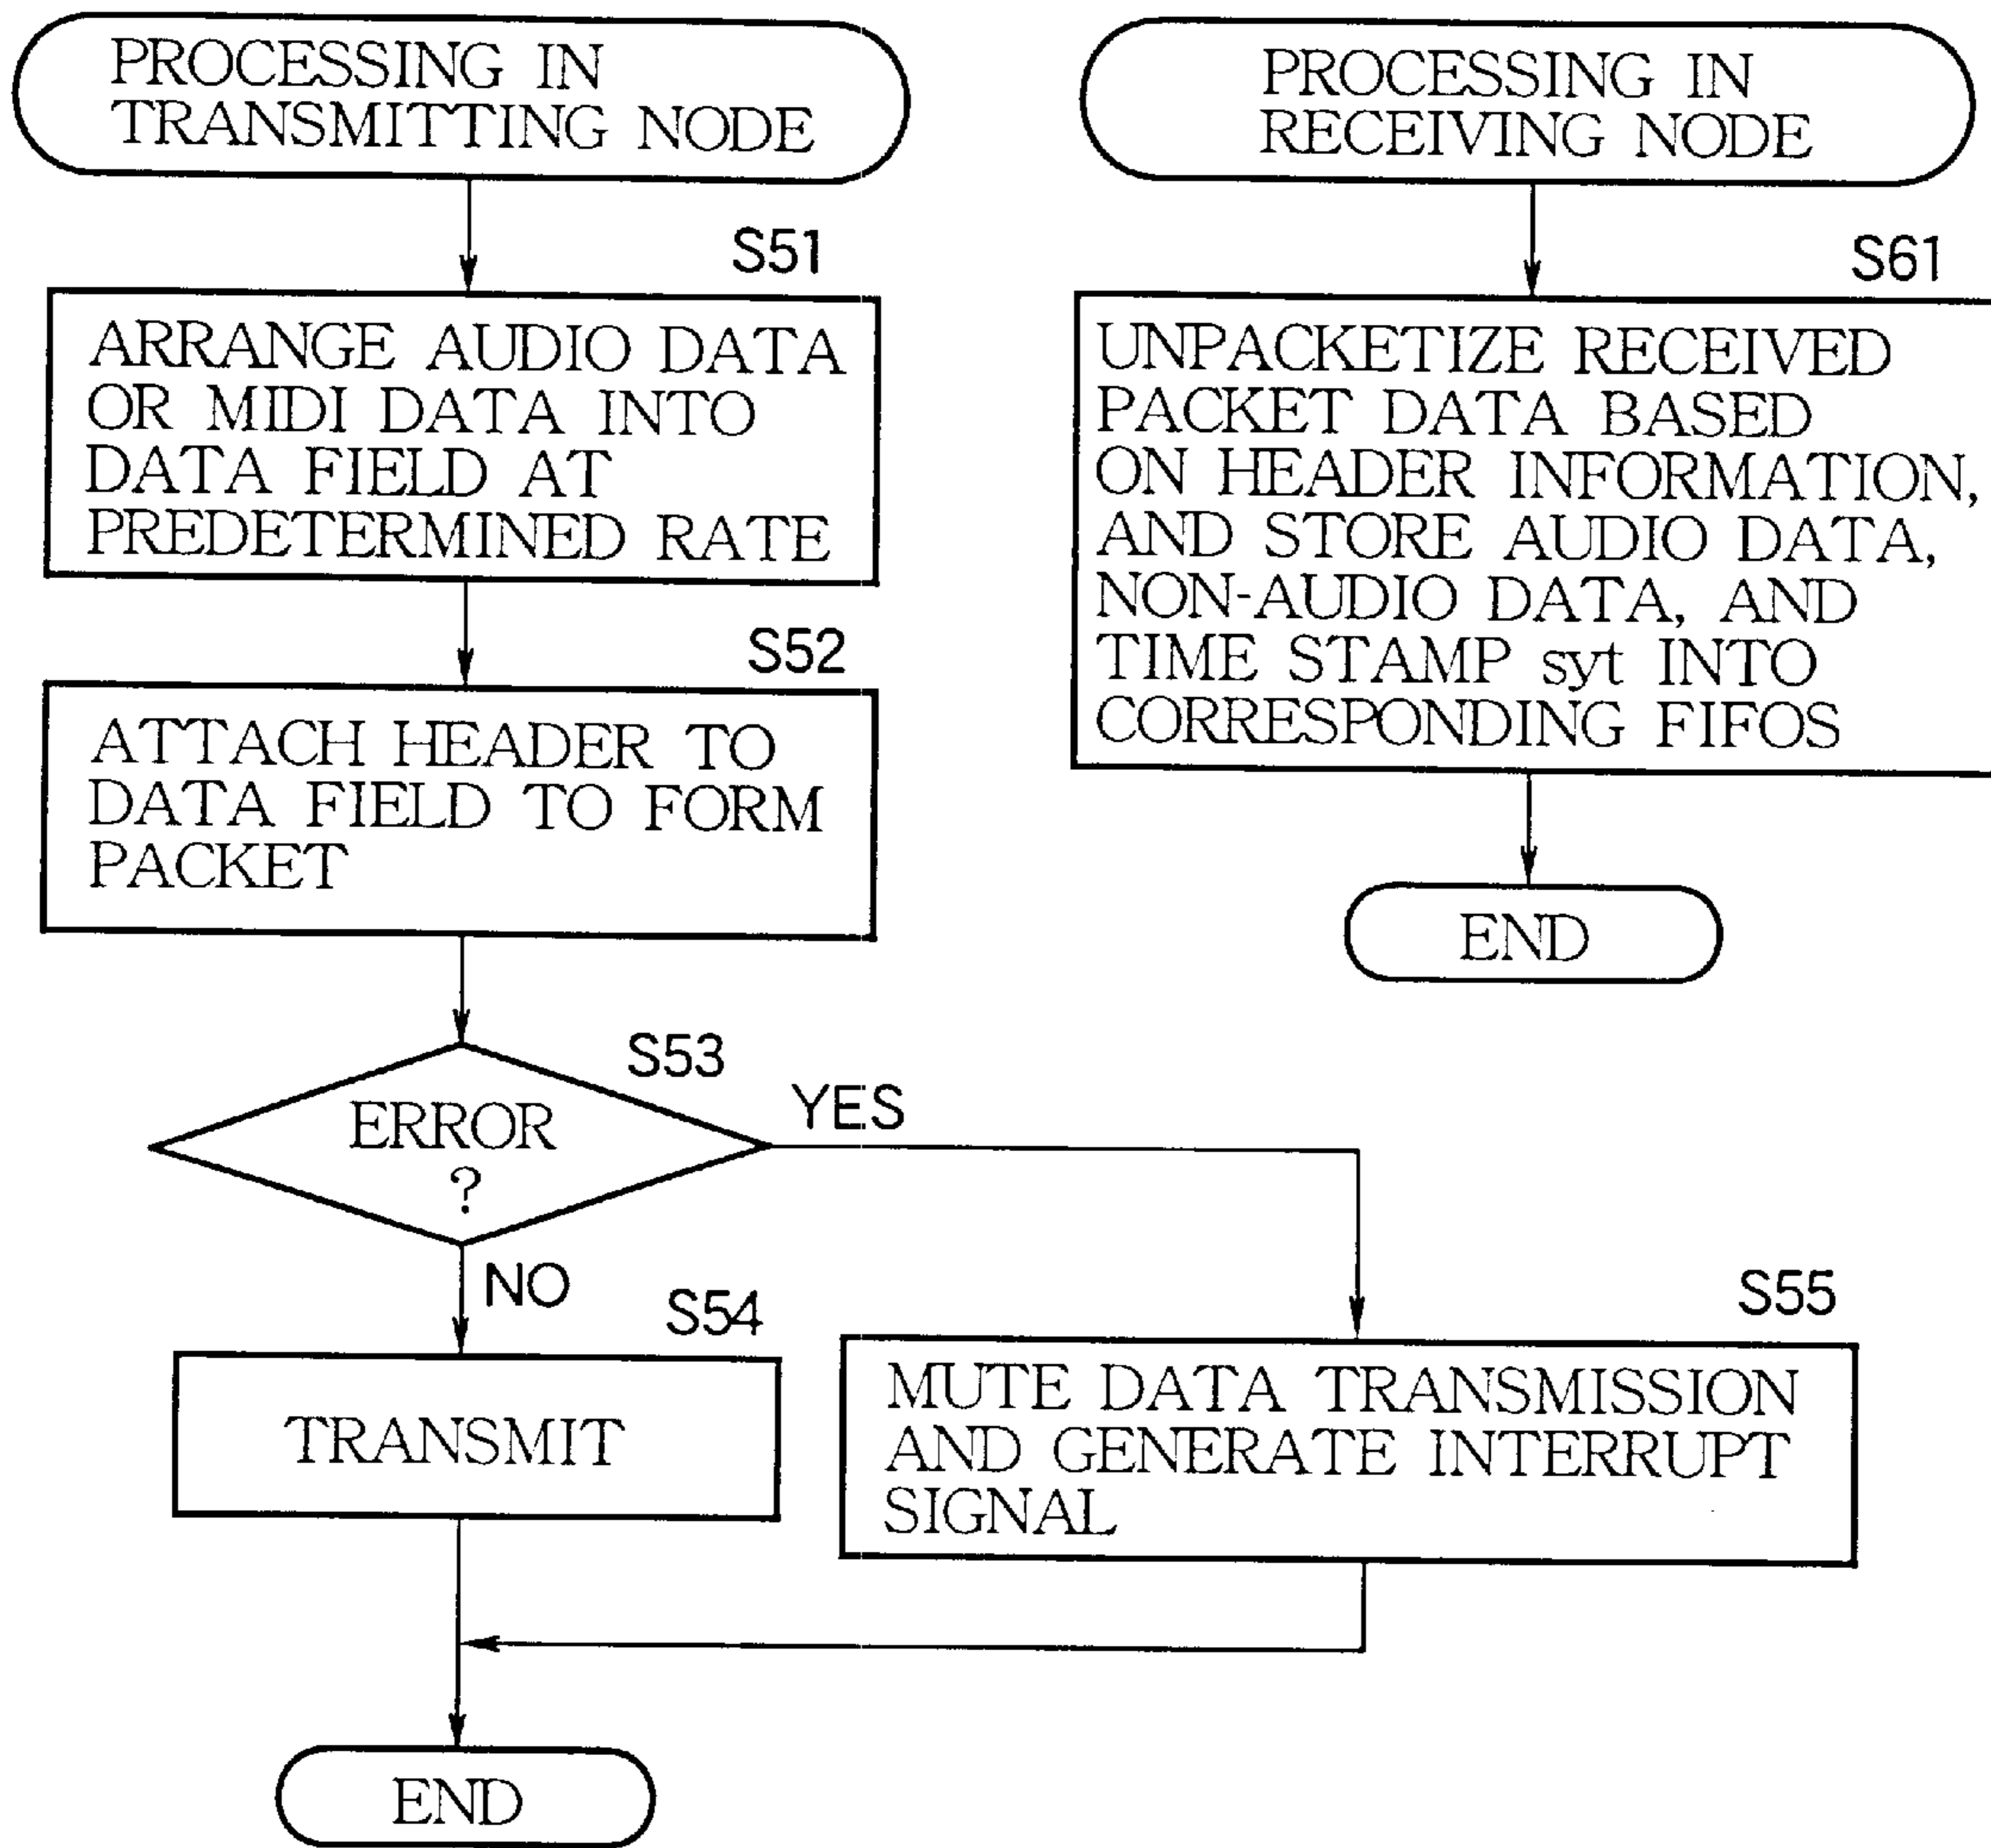 PROCESSING IN
TRANSMITTING NODE
S51
ARRANGE AUDIO DATA
OR MIDI DATA INTO
DATA FIELD AT
PREDETERMINED RATE
S52
ATTACH HEADER TO
DATA FIELD TO FORM
PACKET
S53
ERROR
?
YES
NO
S54
TRANSMIT
S55
MUTE DATA TRANSMISSION
AND GENERATE INTERRUPT
SIGNAL
END
PROCESSING IN
RECEIVING NODE
S61
UNPACKETIZE RECEIVED
PACKET DATA BASED
ON HEADER INFORMATION,
AND STORE AUDIO DATA,
NON-AUDIO DATA, AND
TIME STAMP syt INTO
CORRESPONDING FIFOS
END